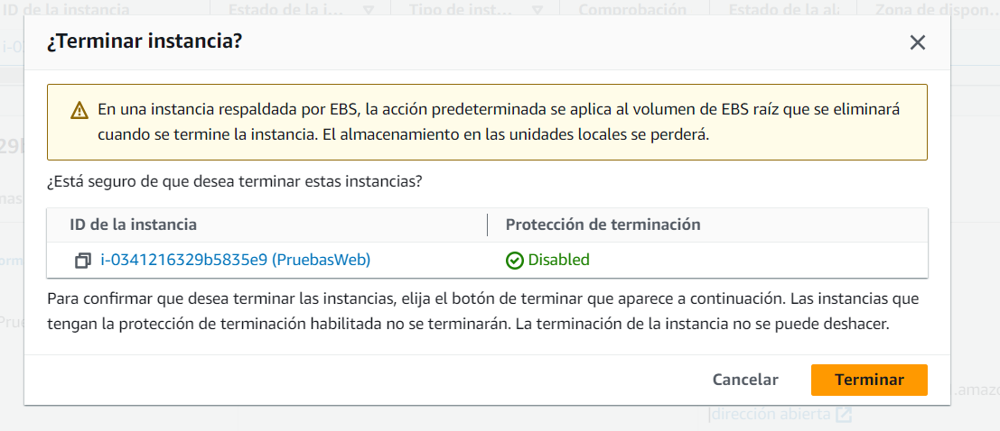 ID de la instancia Estado de la i... Tipo de inst... Comprobación Estado de la ala Zona de dispon...
¿Terminar instancia?
i-03
En una instancia respaldada por EBS, la acción predeterminada se aplica al volumen de EBS raíz que se eliminará
cuando se termine la instancia. El almacenamiento en las unidades locales se perderá.
¿Está seguro de que desea terminar estas instancias?
ID de la instancia Protección de terminación
i-0341216329b5835e9 (PruebasWeb) Disabled
Para confirmar que desea terminar las instancias, elija el botón de terminar que aparece a continuación. Las instancias que
tengan la protección de terminación habilitada no se terminarán. La terminación de la instancia no se puede deshacer.
Cancelar Terminar
.amazo
dirección abierta